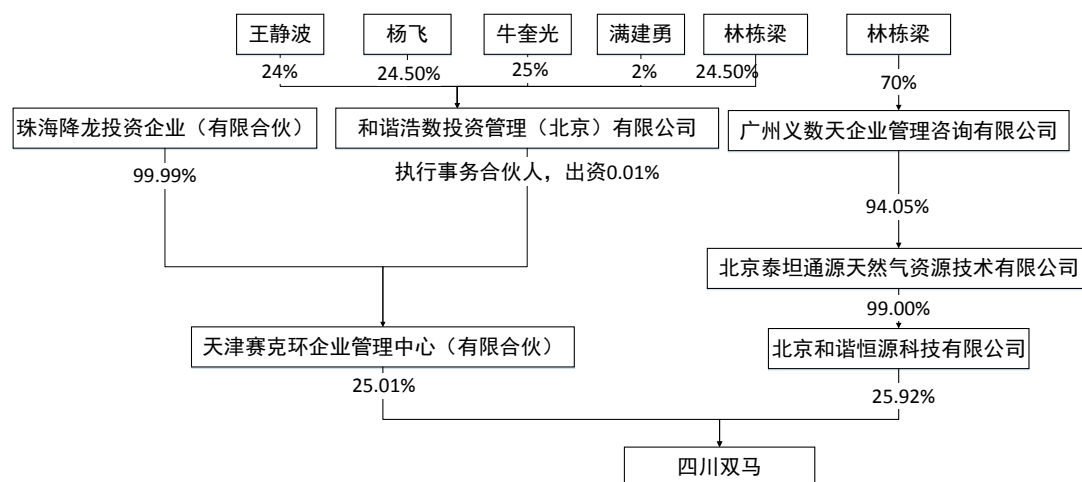 王静波
杨飞
牛奎光
满建勇
林栋梁
林栋梁
24%
24.50%
25%
2%
24.50%
70%
珠海降龙投资企业（有限合伙）
和谐浩数投资管理（北京）有限公司
广州义数天企业管理咨询有限公司
99.99%
执行事务合伙人，出资0.01%
94.05%
北京泰坦通源天然气资源技术有限公司
99.00%
天津赛克环企业管理中心（有限合伙）
北京和谐恒源科技有限公司
25.01%
25.92%
四川双马